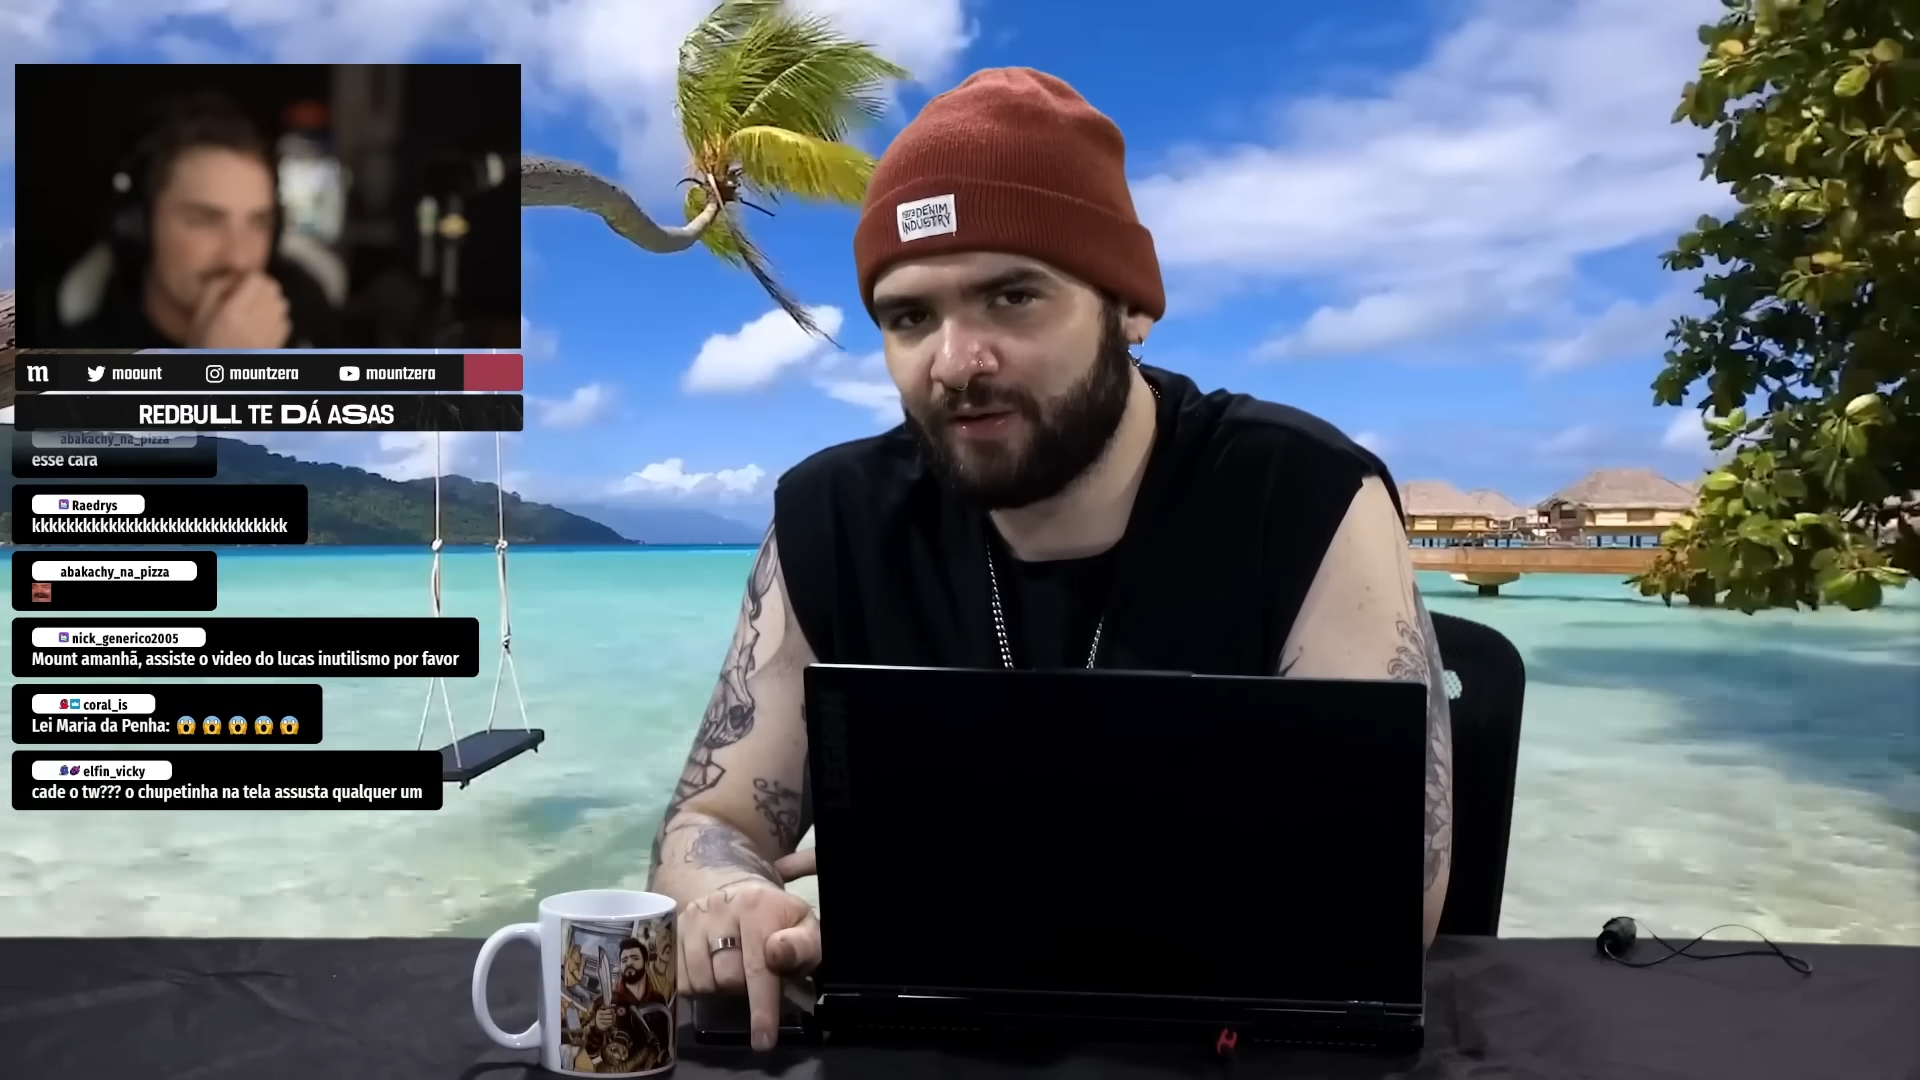 m moount mountzera mountzera
REDBULL TE DÁ ASAS
abakachy_na_pizza
esse cara
Raedrys
kkkkkkkkkkkkkkkkkkkkkkkkkkkkkk
abakachy_na_pizza
nick_generico2005
Mount amanhã, assiste o video do lucas inutilismo por favor
coral_is
Lei Maria da Penha: 😱 😱 😱 😱 😱
elfin_vicky
cade o tw??? o chupetinha na tela assusta qualquer um
DENIM
INDUSTRY
LEGION